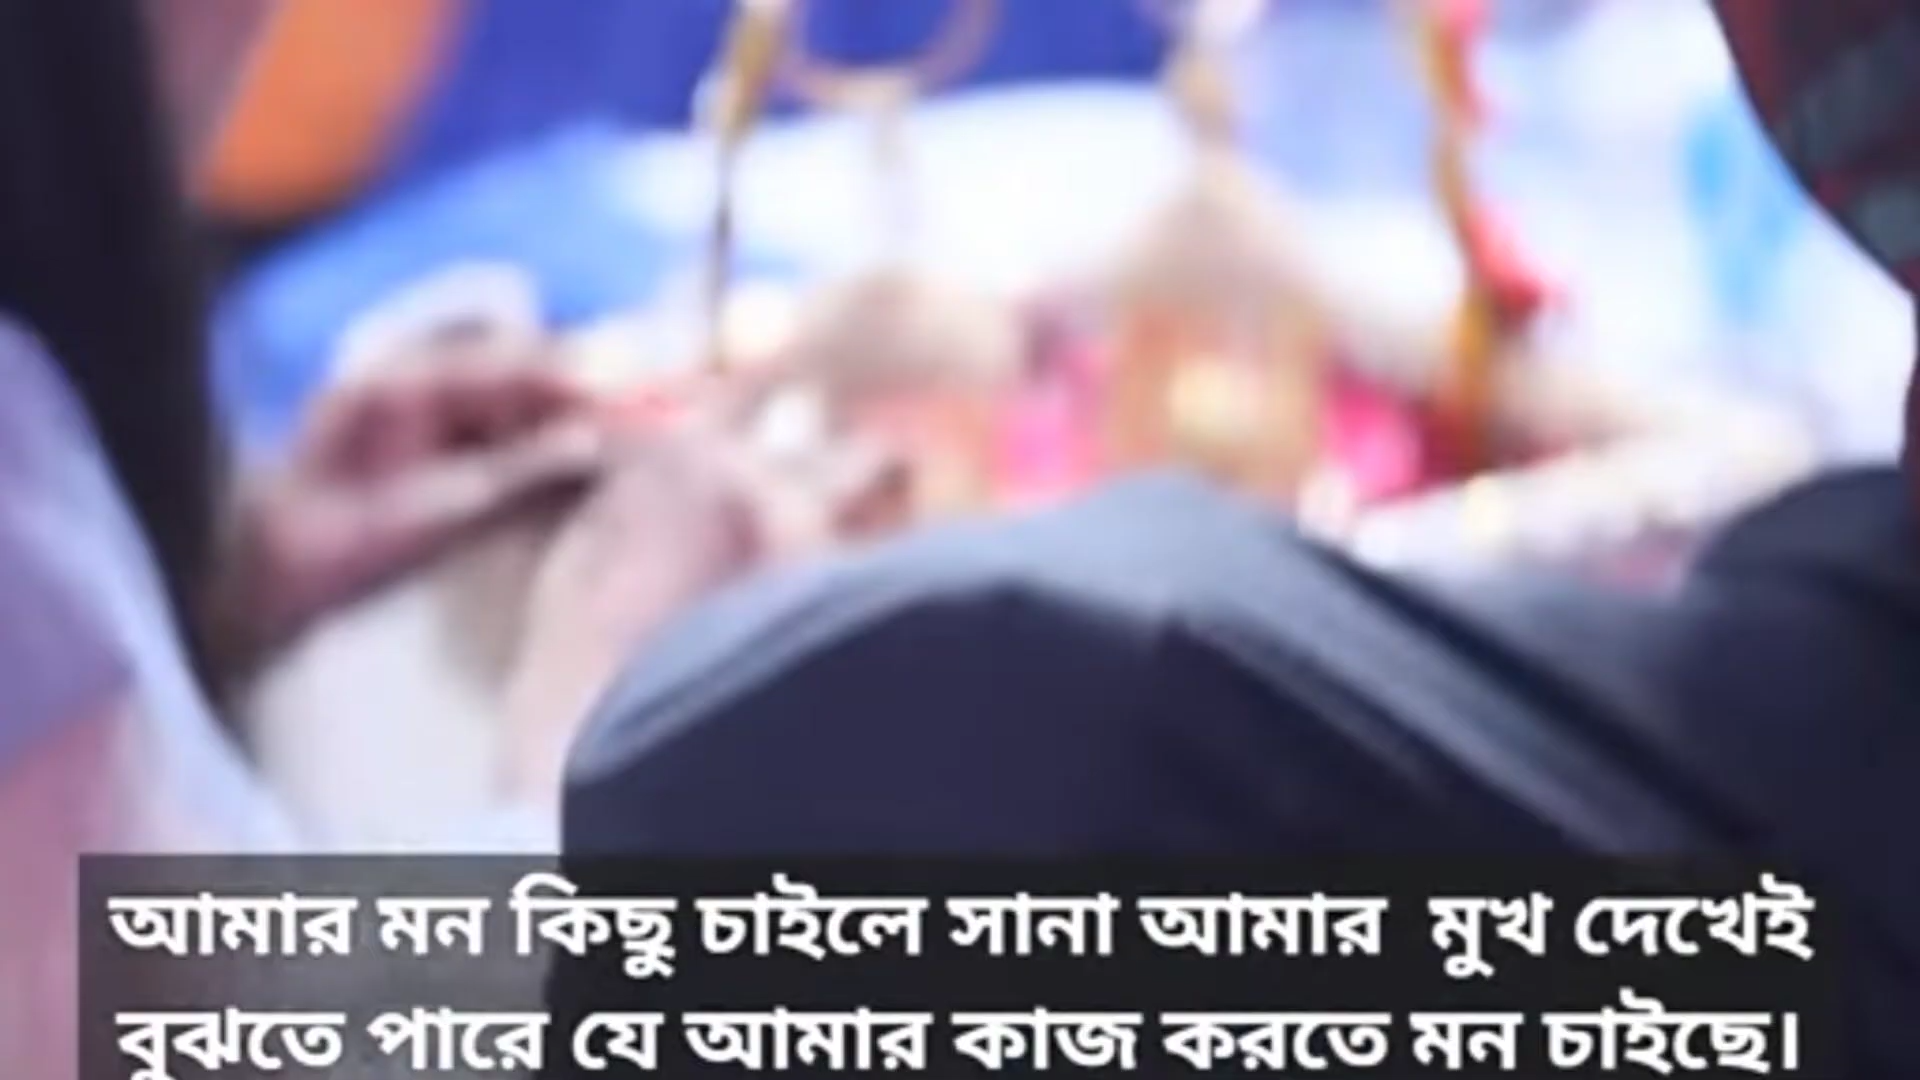 আমার মন কিছু চাইলে সানা আমার মুখ দেখেই
বুঝতে পারে যে আমার কাজ করতে মন চাইছে।